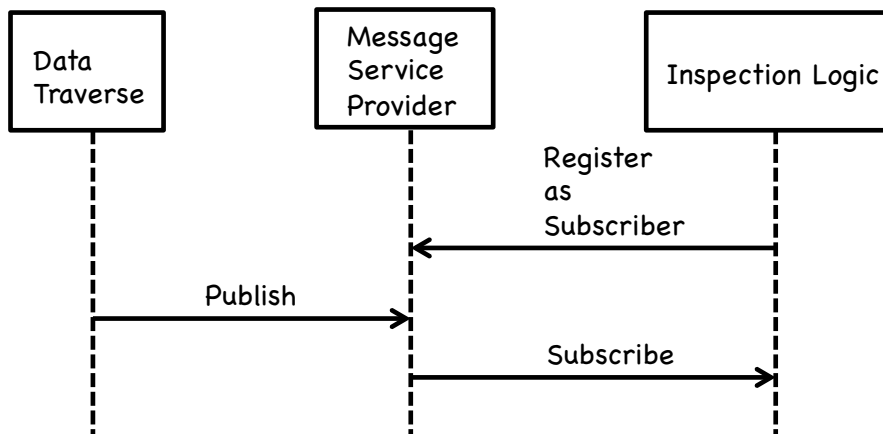 Data
Traverse
Message
Service
Provider
Inspection Logic
Register
as
Subscriber
Publish
Subscribe